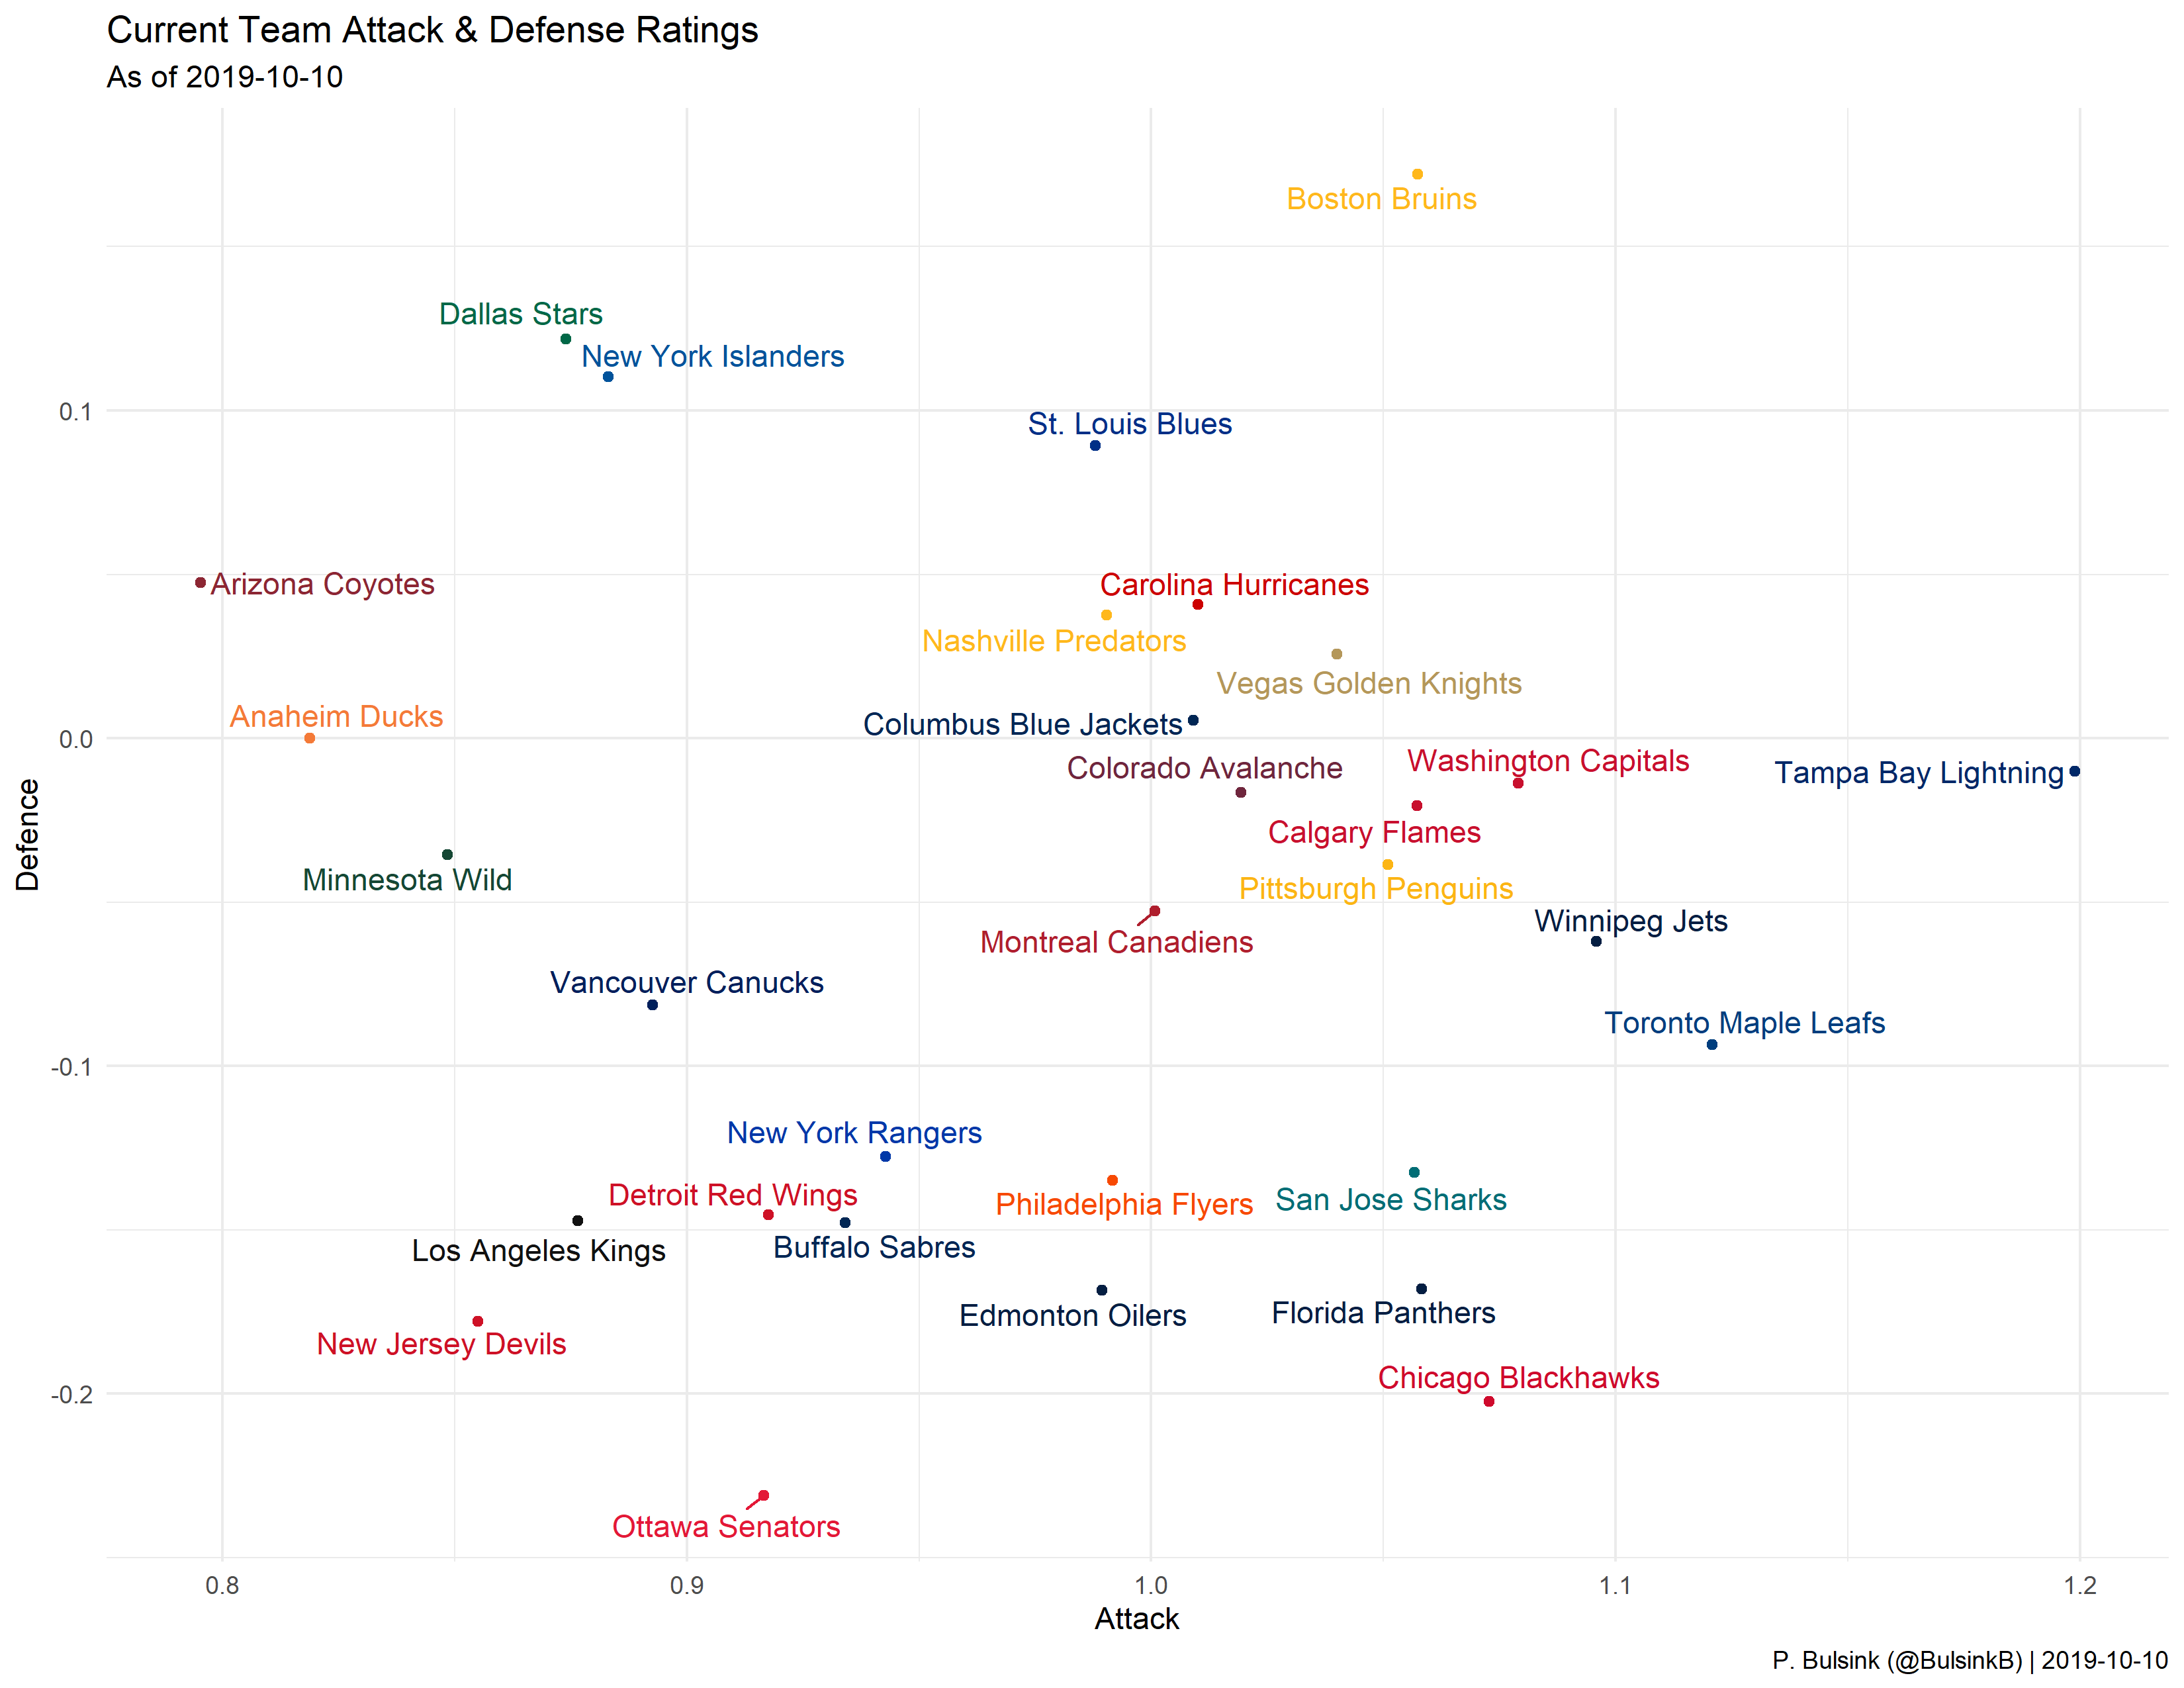 Current Team Attack & Defense Ratings
As of 2019-10-10
Boston Bruins
Dallas Stars
New York Islanders
0.1
St. Louis Blues
Arizona Coyotes
Carolina Hurricanes
Nashville Predators
Vegas Golden Knights
Anaheim Ducks
Columbus Blue Jackets
0.0
Colorado Avalanche
Washington Capitals
Tampa Bay Lightning
Defence
Calgary Flames
Minnesota Wild
Pittsburgh Penguins
Montreal Canadiens
Winnipeg Jets
Vancouver Canucks
Toronto Maple Leafs
-0.1
New York Rangers
Detroit Red Wings
Philadelphia Flyers
San Jose Sharks
Los Angeles Kings
Buffalo Sabres
Edmonton Oilers
Florida Panthers
New Jersey Devils
Chicago Blackhawks
-0.2
Ottawa Senators
0.8 0.9 1.0 1.1 1.2
Attack
P. Bulsink (@BulsinkB) | 2019-10-10